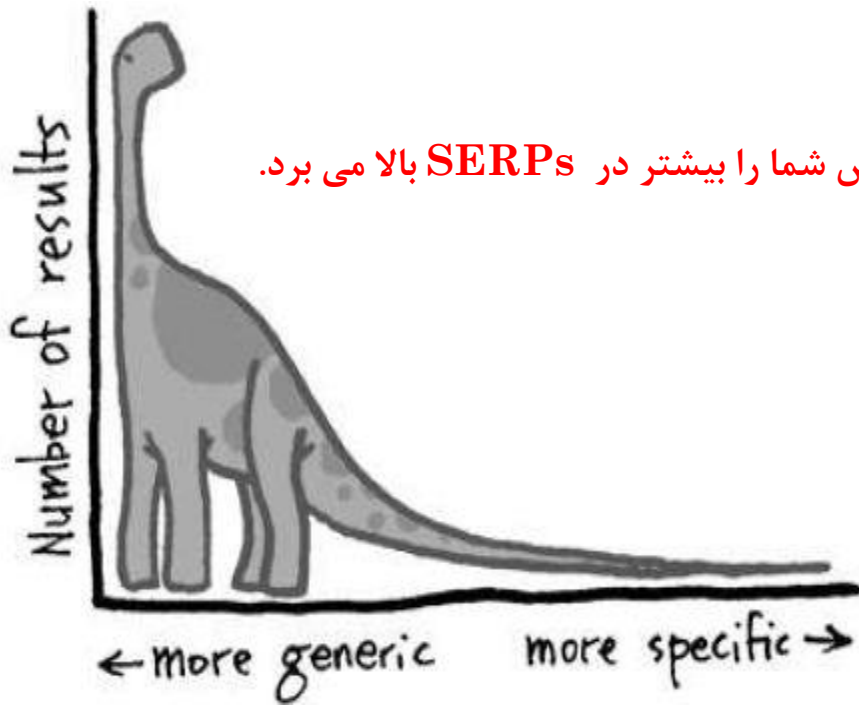 شما را بیشتر در SERPs بالا می برد.
Number of results
← more generic more specific →